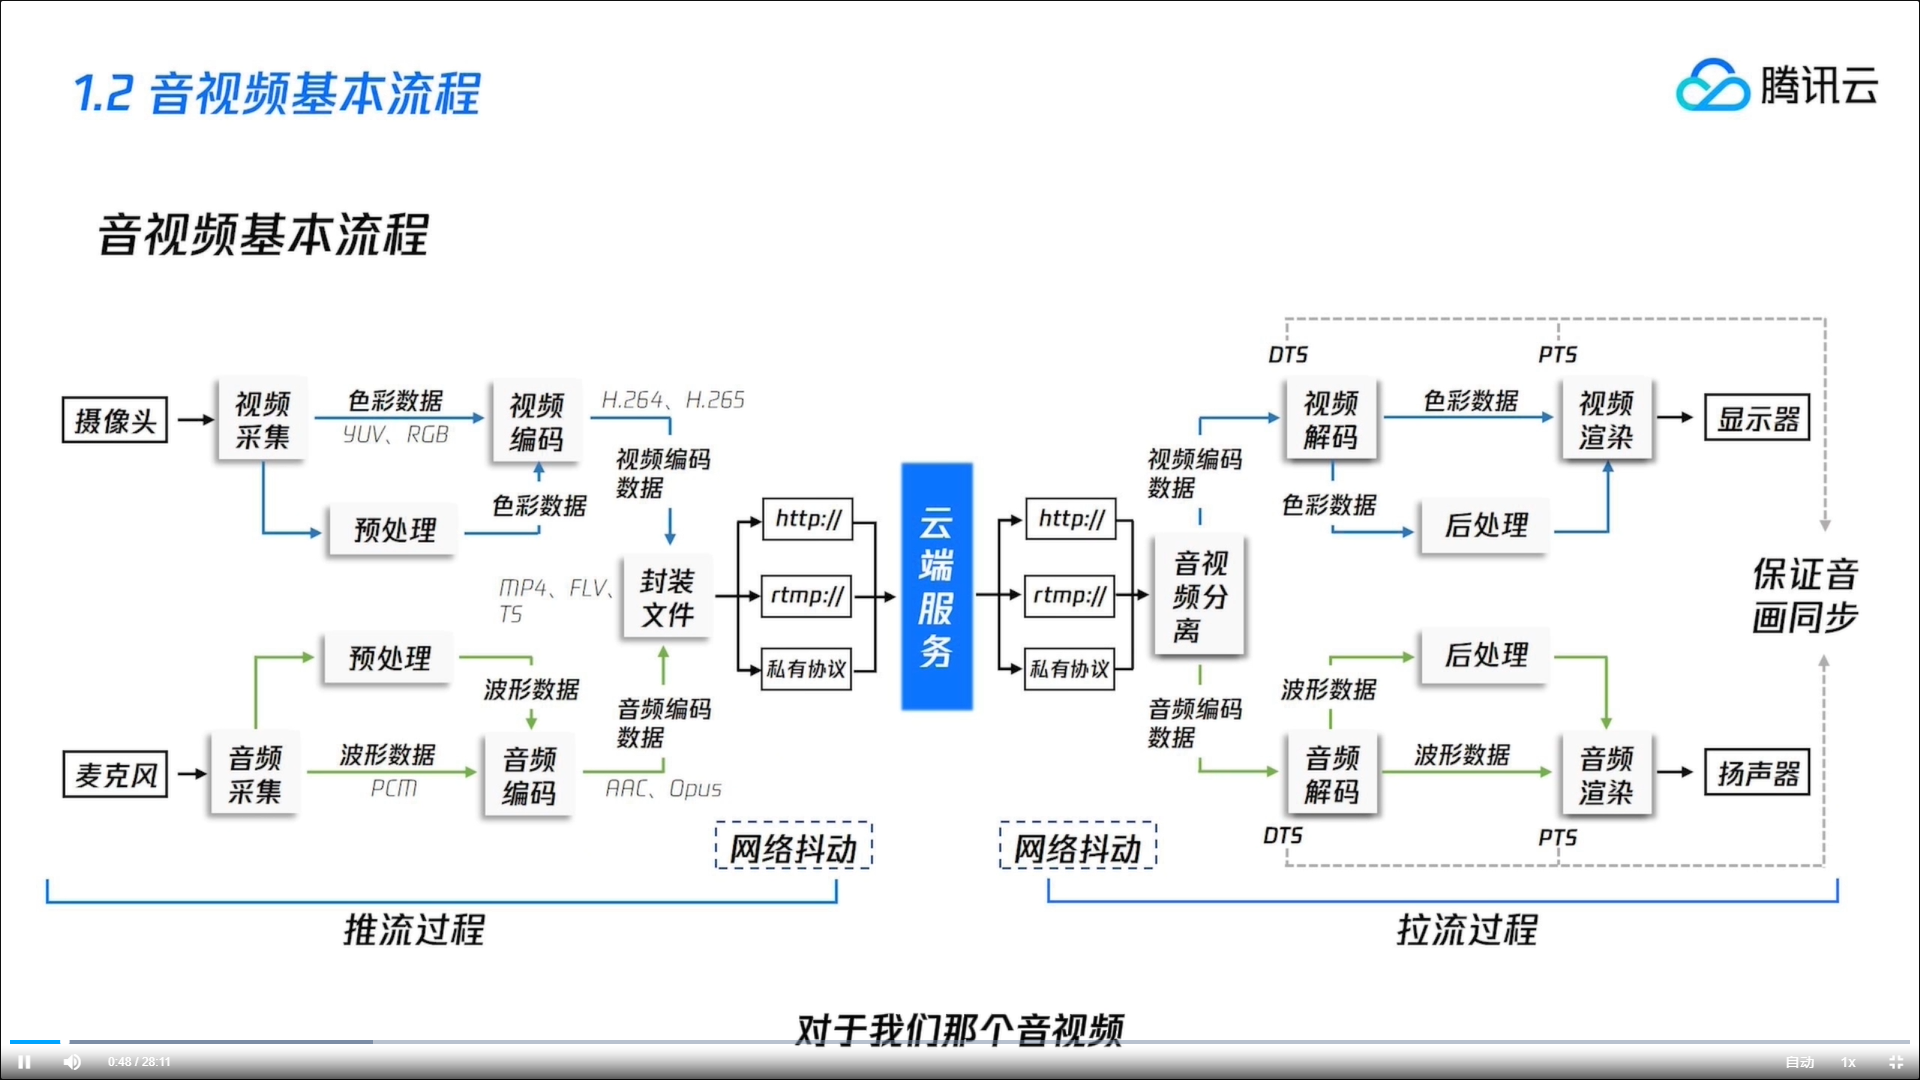 1.2 音视频基本流程
腾讯云
音视频基本流程
DTS
PTS
摄像头
视频
采集
色彩数据
YUV、RGB
视频
编码
H.264、H.265
视频编码
数据
预处理
色彩数据
MP4、FLV、
TS
封装
文件
预处理
波形数据
麦克风
音频
采集
波形数据
PCM
音频
编码
音频编码
数据
AAC、Opus
http://
rtmp://
私有协议
云
端
服
务
http://
rtmp://
私有协议
音视
频分
离
视频编码
数据
视频
解码
色彩数据
视频
渲染
显示器
色彩数据
后处理
保证音
画同步
音频编码
数据
波形数据
后处理
音频
解码
波形数据
音频
渲染
扬声器
DTS
PTS
网络抖动
网络抖动
推流过程
拉流过程
对于我们那个音视频
0:48 / 28:11
自动
1x